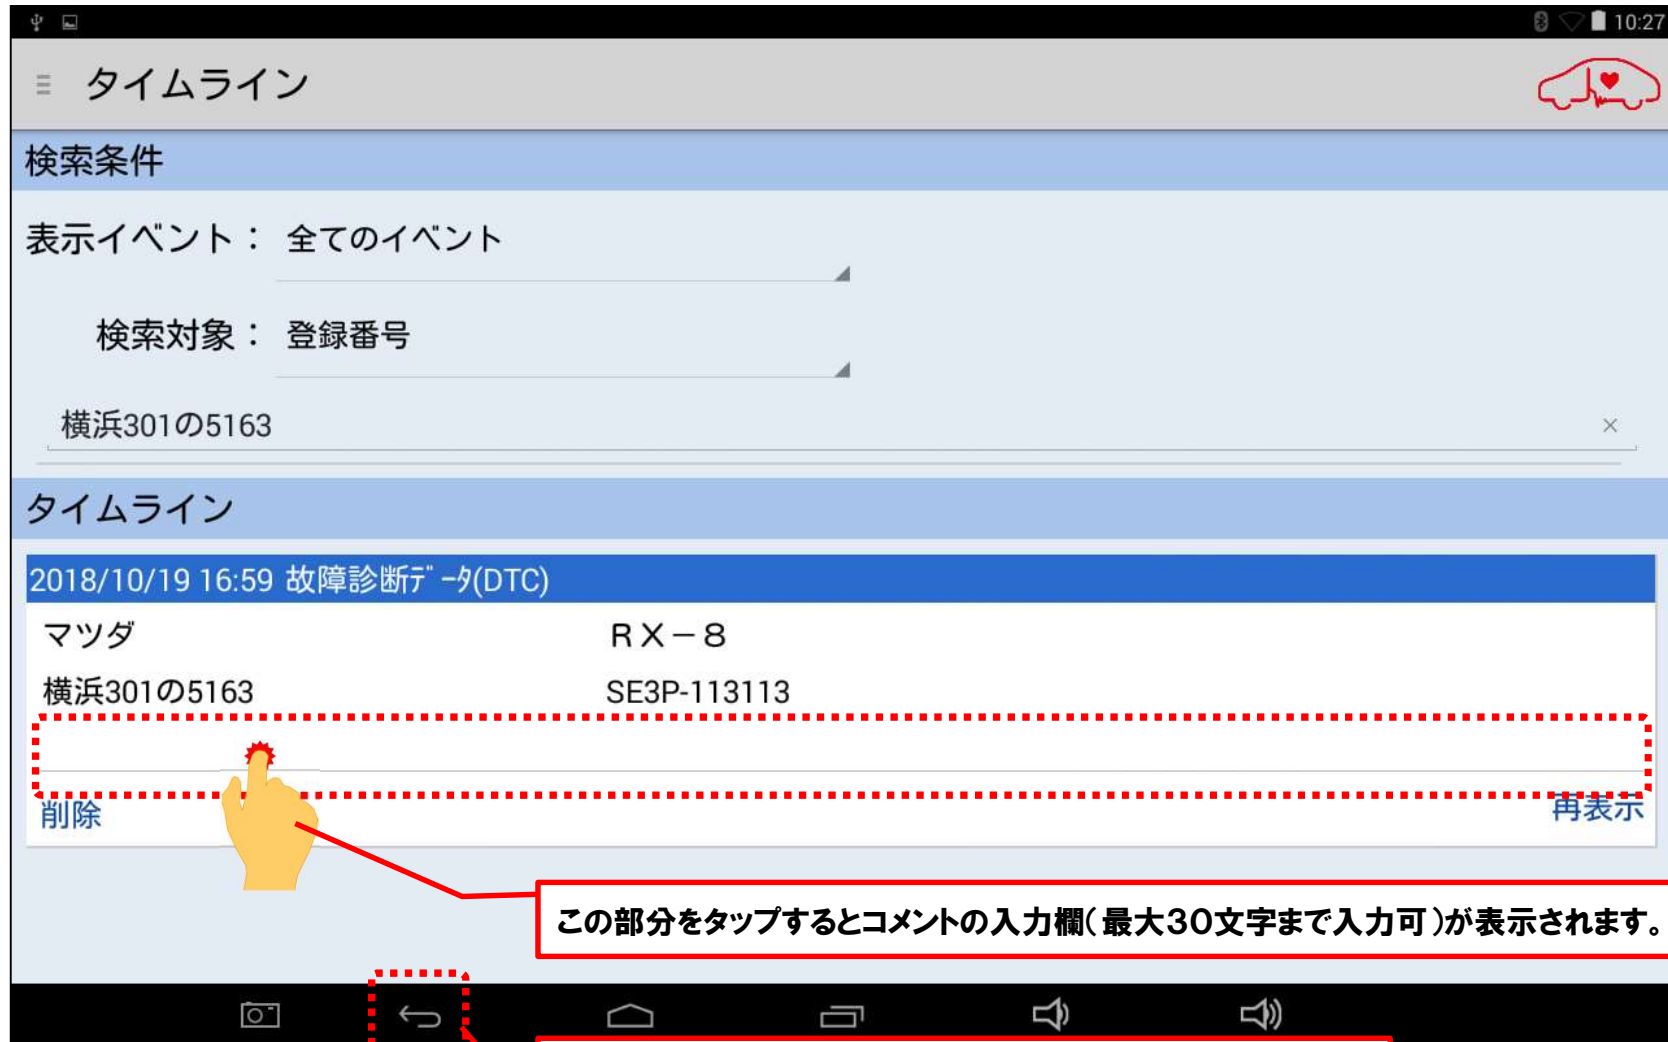 10:27
タイムライン
検索条件
表示イベント： 全てのイベント
検索対象： 登録番号
横浜301の5163
タイムライン
2018/10/19 16:59 故障診断ﾃﾞｰﾀ(DTC)
マツダ ＲＸ－８
横浜301の5163 SE3P-113113
削除 再表示
この部分をタップするとコメントの入力欄（最大３０文字まで入力可）が表示されます。